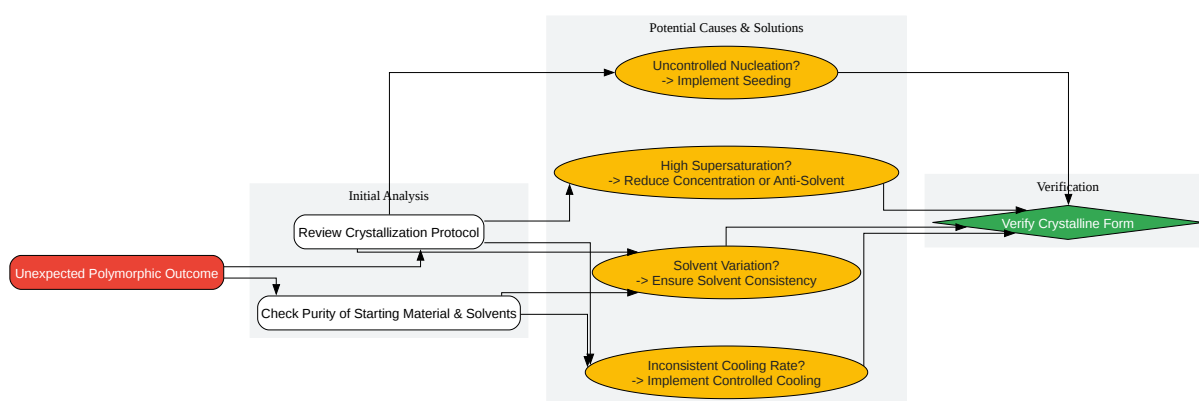 Potential Causes & Solutions
Uncontrolled Nucleation?
-> Implement Seeding
High Supersaturation?
-> Reduce Concentration or Anti-Solvent
Initial Analysis
Verification
Review Crystallization Protocol
Verify Crystalline Form
Unexpected Polymorphic Outcome
Solvent Variation?
-> Ensure Solvent Consistency
Check Purity of Starting Material & Solvents
Inconsistent Cooling Rate?
-> Implement Controlled Cooling